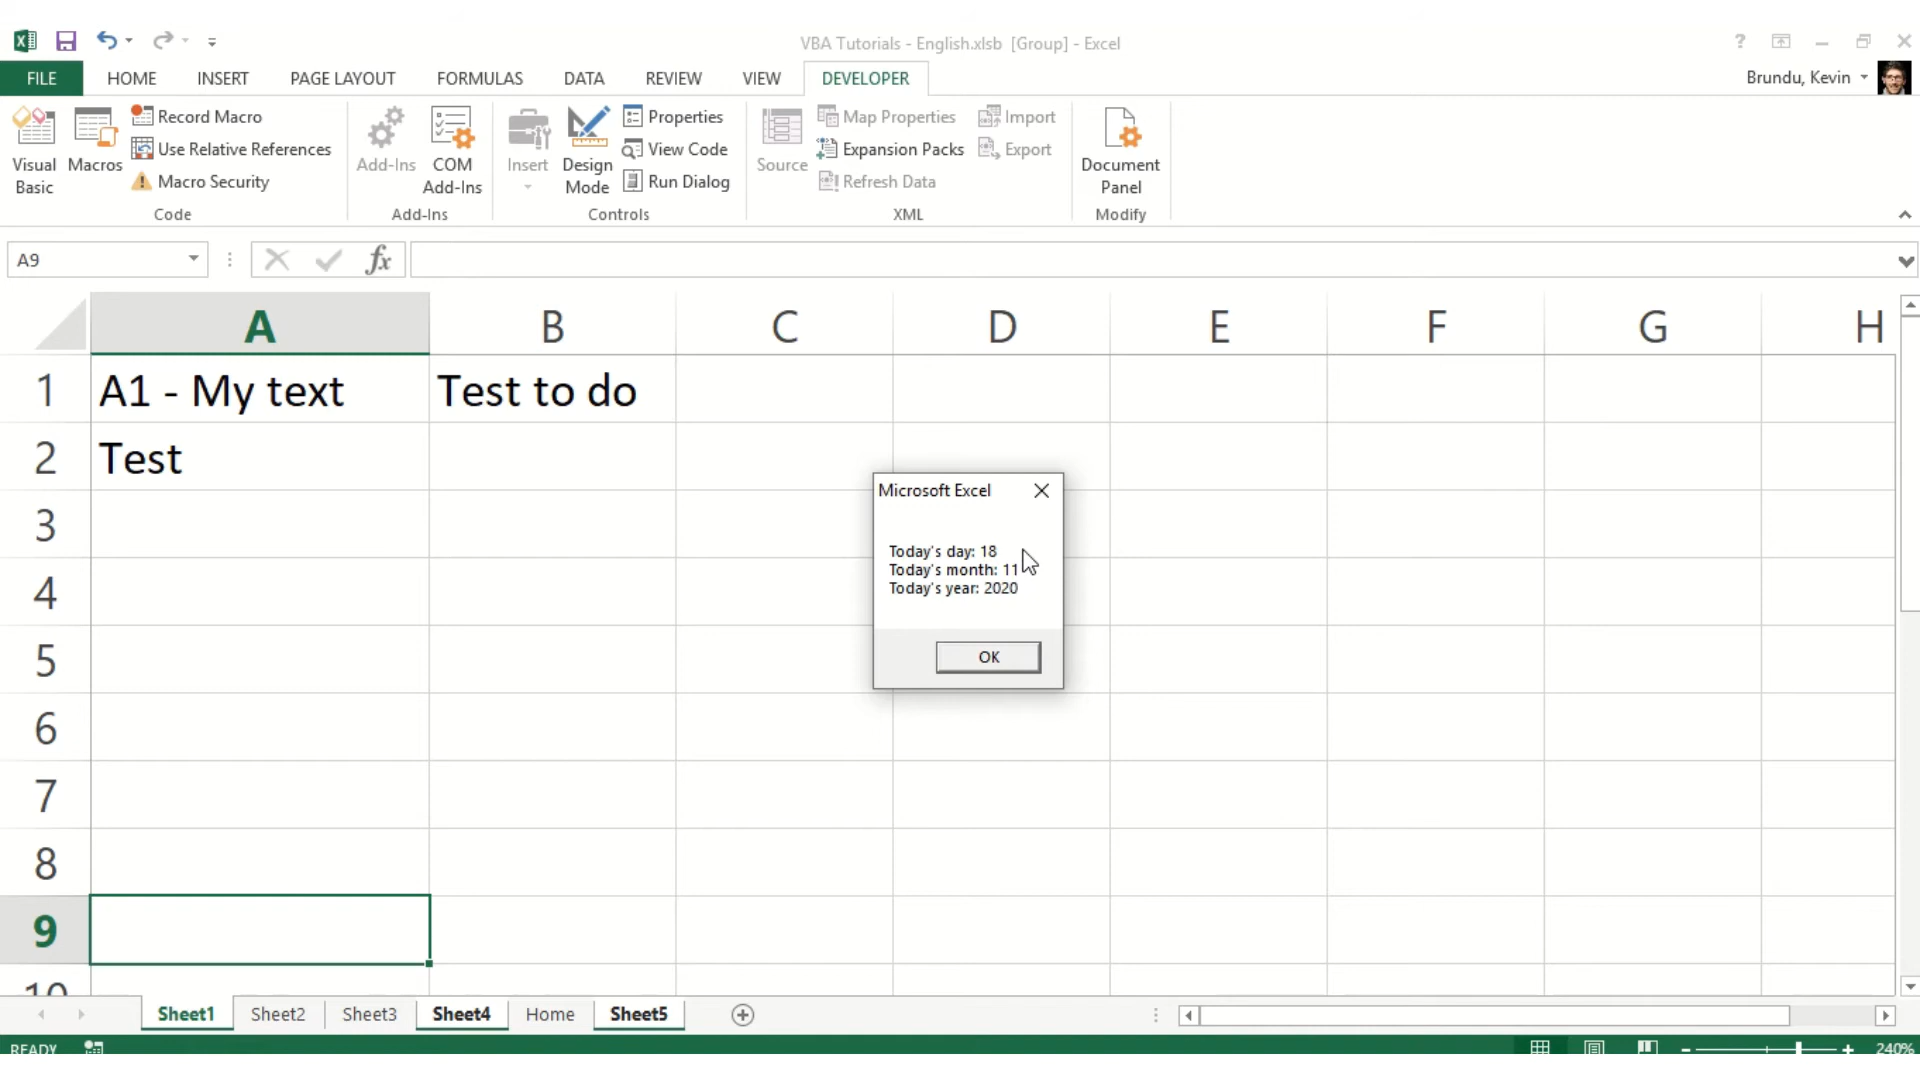 VBA Tutorials - English.xlsb [Group] - Excel
?
FILE HOME INSERT PAGE LAYOUT FORMULAS DATA REVIEW VIEW DEVELOPER Brundu, Kevin
Visual Basic
Macros
Record Macro
Use Relative References
Macro Security
Code
Add-Ins
COM Add-Ins
Add-Ins
Insert
Design Mode
Properties
View Code
Run Dialog
Controls
Source
Map Properties
Expansion Packs
Refresh Data
Import
Export
XML
Document Panel
Modify
A9
fx
A B C D E F G H
1 A1 - My text Test to do
2 Test
3
4
5
6
7
8
9
10
Microsoft Excel
Today's day: 18
Today's month: 11
Today's year: 2020
OK
Sheet1 Sheet2 Sheet3 Sheet4 Home Sheet5
READY 240%